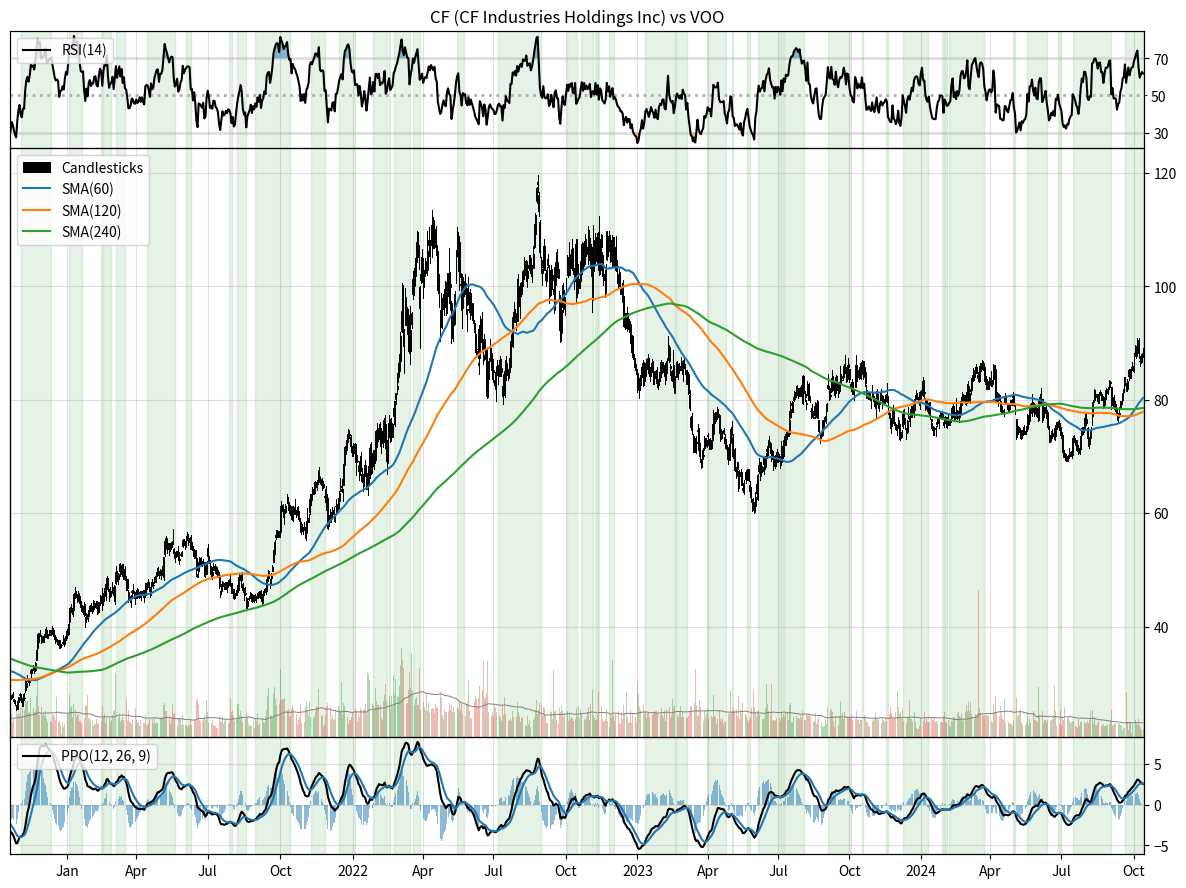 CF (CF Industries Holdings Inc) vs VOO
RSI(14)
70
50
30
Candlesticks
SMA(60)
SMA(120)
SMA(240)
120
100
80
60
40
PPO(12, 26, 9)
5
0
−5
Jan Apr Jul Oct 2022 Apr Jul Oct 2023 Apr Jul Oct 2024 Apr Jul Oct